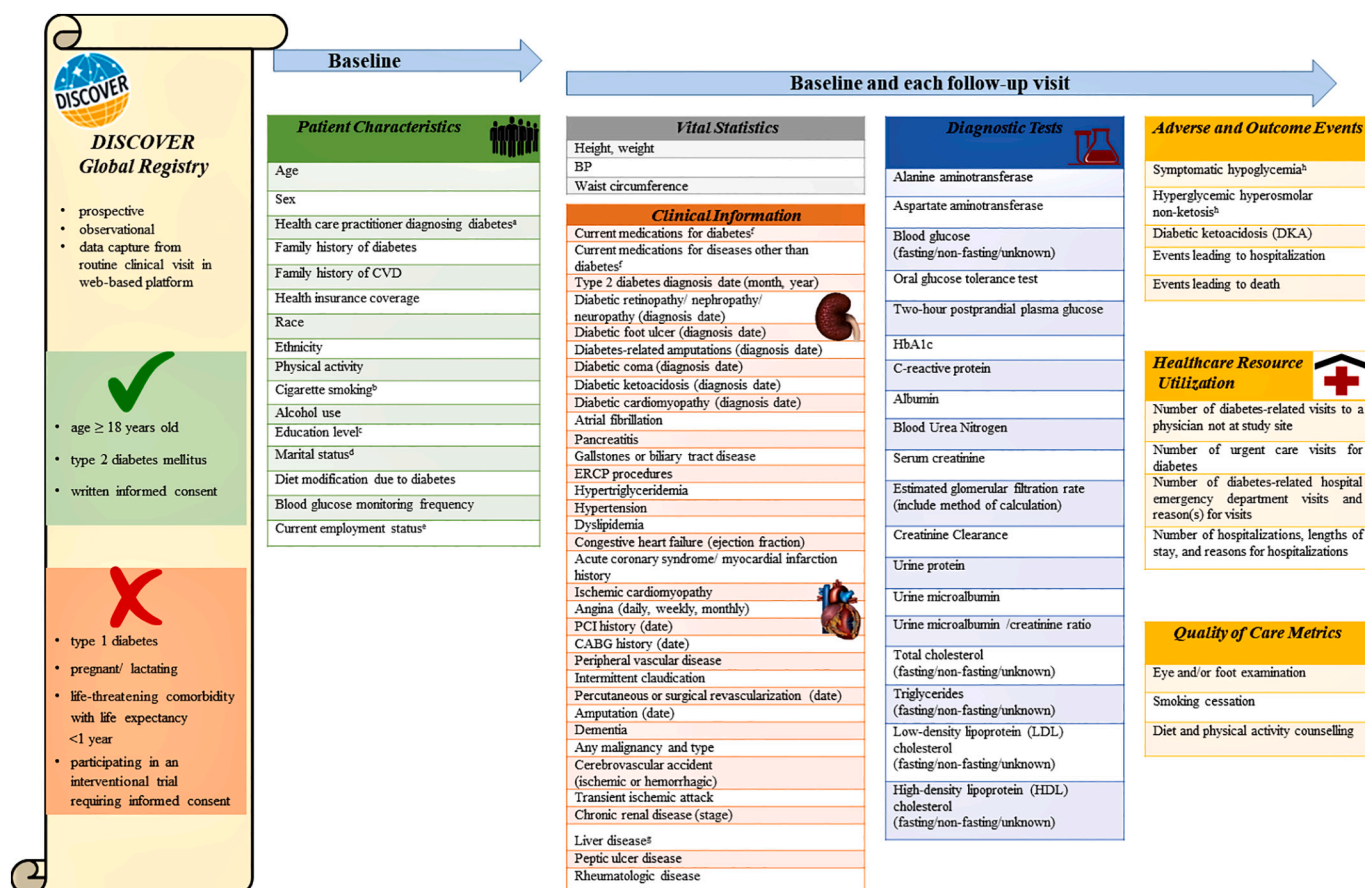 DISCOVER
DISCOVER
Global Registry
• prospective
• observational
• data capture from
routine clinical visit in
web-based platform
• age ≥ 18 years old
• type 2 diabetes mellitus
• written informed consent
• type 1 diabetes
• pregnant/ lactating
• life-threatening comorbidity
with life expectancy
<1 year
• participating in an
interventional trial
requiring informed consent
Baseline
Patient Characteristics
Age
Sex
Health care practitioner diagnosing diabetesᵃ
Family history of diabetes
Family history of CVD
Health insurance coverage
Race
Ethnicity
Physical activity
Cigarette smokingᵇ
Alcohol use
Education levelᶜ
Marital statusᵈ
Diet modification due to diabetes
Blood glucose monitoring frequency
Current employment statusᵉ
Baseline and each follow-up visit
Vital Statistics
Height, weight
BP
Waist circumference
Clinical Information
Current medications for diabetesᶠ
Current medications for diseases other than
diabetesᶠ
Type 2 diabetes diagnosis date (month, year)
Diabetic retinopathy/ nephropathy/
neuropathy (diagnosis date)
Diabetic foot ulcer (diagnosis date)
Diabetes-related amputations (diagnosis date)
Diabetic coma (diagnosis date)
Diabetic ketoacidosis (diagnosis date)
Diabetic cardiomyopathy (diagnosis date)
Atrial fibrillation
Pancreatitis
Gallstones or biliary tract disease
ERCP procedures
Hypertriglyceridemia
Hypertension
Dyslipidemia
Congestive heart failure (ejection fraction)
Acute coronary syndrome/ myocardial infarction
history
Ischemic cardiomyopathy
Angina (daily, weekly, monthly)
PCI history (date)
CABG history (date)
Peripheral vascular disease
Intermittent claudication
Percutaneous or surgical revascularization (date)
Amputation (date)
Dementia
Any malignancy and type
Cerebrovascular accident
(ischemic or hemorrhagic)
Transient ischemic attack
Chronic renal disease (stage)
Liver diseaseᵍ
Peptic ulcer disease
Rheumatologic disease
Diagnostic Tests
Alanine aminotransferase
Aspartate aminotransferase
Blood glucose
(fasting/non-fasting/unknown)
Oral glucose tolerance test
Two-hour postprandial plasma glucose
HbA1c
C-reactive protein
Albumin
Blood Urea Nitrogen
Serum creatinine
Estimated glomerular filtration rate
(include method of calculation)
Creatinine Clearance
Urine protein
Urine microalbumin
Urine microalbumin /creatinine ratio
Total cholesterol
(fasting/non-fasting/unknown)
Triglycerides
(fasting/non-fasting/unknown)
Low-density lipoprotein (LDL)
cholesterol
(fasting/non-fasting/unknown)
High-density lipoprotein (HDL)
cholesterol
(fasting/non-fasting/unknown)
Adverse and Outcome Events
Symptomatic hypoglycemiaʰ
Hyperglycemic hyperosmolar
non-ketosisʰ
Diabetic ketoacidosis (DKA)
Events leading to hospitalization
Events leading to death
Healthcare Resource
Utilization
Number of diabetes-related visits to a
physician not at study site
Number of urgent care visits for
diabetes
Number of diabetes-related hospital
emergency department visits and
reason(s) for visits
Number of hospitalizations, lengths of
stay, and reasons for hospitalizations
Quality of Care Metrics
Eye and/or foot examination
Smoking cessation
Diet and physical activity counselling